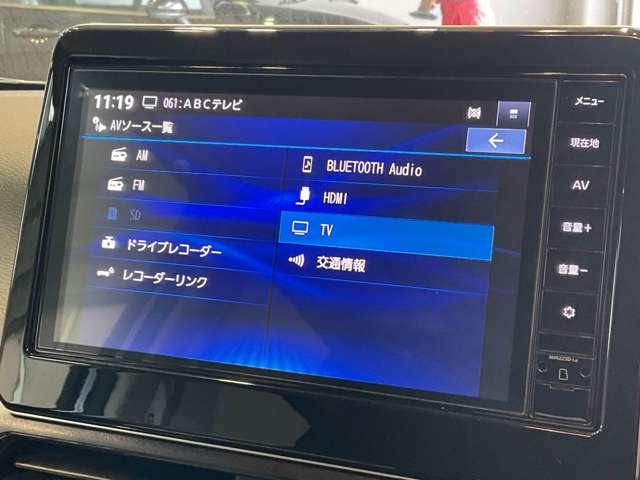 11:19 061:ABCテレビ
AVソース一覧
AM
FM
SD
ドライブレコーダー
レコーダーリンク
BLUETOOTH Audio
HDMI
TV
交通情報
メニュー
現在地
AV
音量+
音量-